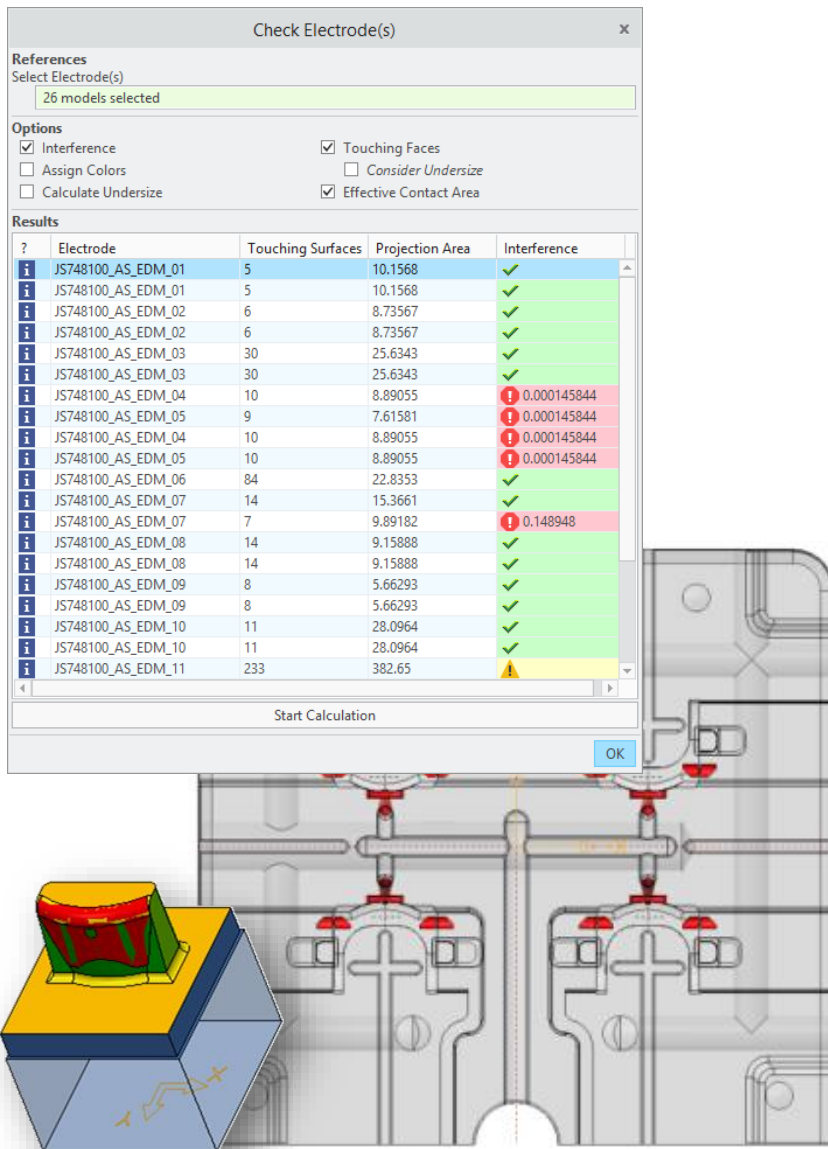 Check Electrode(s) x
References
Select Electrode(s)
26 models selected
Options
Interference Touching Faces
Assign Colors Consider Undersize
Calculate Undersize Effective Contact Area
Results
? Electrode Touching Surfaces Projection Area Interference
i JS748100_AS_EDM_01 5 10.1568
i JS748100_AS_EDM_01 5 10.1568
i JS748100_AS_EDM_02 6 8.73567
i JS748100_AS_EDM_02 6 8.73567
i JS748100_AS_EDM_03 30 25.6343
i JS748100_AS_EDM_03 30 25.6343
i JS748100_AS_EDM_04 10 8.89055 ! 0.000145844
i JS748100_AS_EDM_05 9 7.61581 ! 0.000145844
i JS748100_AS_EDM_04 10 8.89055 ! 0.000145844
i JS748100_AS_EDM_05 10 8.89055 ! 0.000145844
i JS748100_AS_EDM_06 84 22.8353
i JS748100_AS_EDM_07 14 15.3661
i JS748100_AS_EDM_07 7 9.89182 ! 0.148948
i JS748100_AS_EDM_08 14 9.15888
i JS748100_AS_EDM_08 14 9.15888
i JS748100_AS_EDM_09 8 5.66293
i JS748100_AS_EDM_09 8 5.66293
i JS748100_AS_EDM_10 11 28.0964
i JS748100_AS_EDM_10 11 28.0964
i JS748100_AS_EDM_11 233 382.65 !
Start Calculation
OK
X
Y